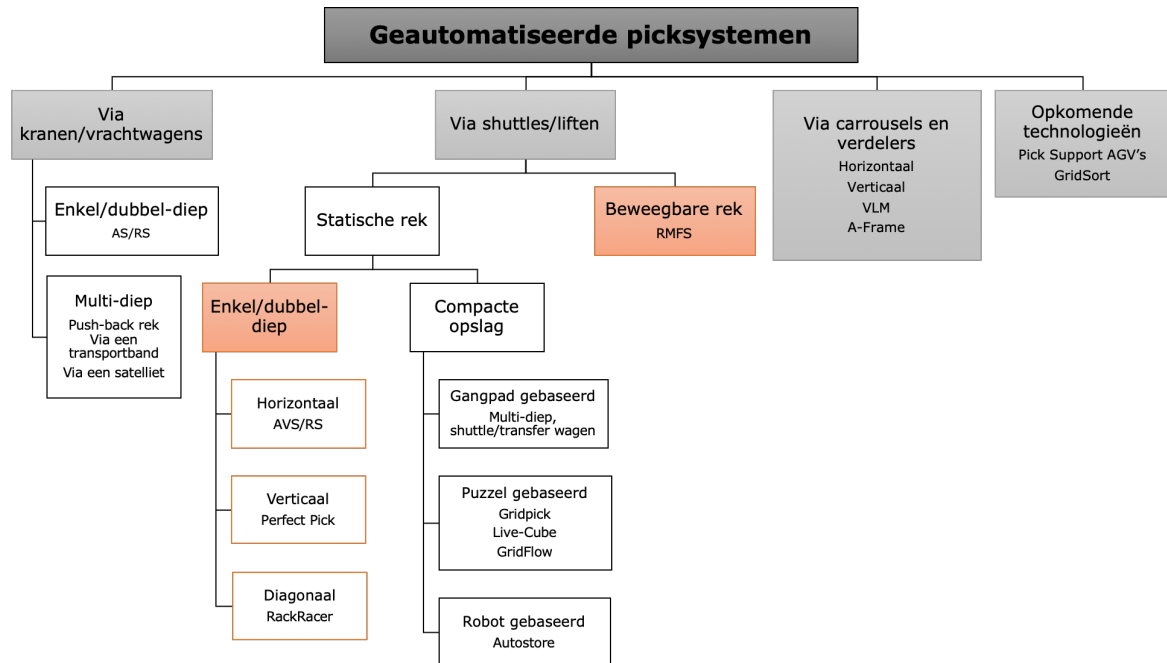 Geautomatiseerde picksystemen
Via
kranen/vrachtwagens
Enkel/dubbel-diep
AS/RS
Multi-diep
Push-back rek
Via een
transportband
Via een satelliet
Via shuttles/liften
Statische rek
Enkel/dubbel-
diep
Horizontaal
AVS/RS
Verticaal
Perfect Pick
Diagonaal
RackRacer
Compacte
opslag
Gangpad gebaseerd
Multi-diep,
shuttle/transfer wagen
Puzzel gebaseerd
Gridpick
Live-Cube
GridFlow
Robot gebaseerd
Autostore
Beweegbare rek
RMFS
Via carrousels en
verdelers
Horizontaal
Verticaal
VLM
A-Frame
Opkomende
technologieën
Pick Support AGV’s
GridSort